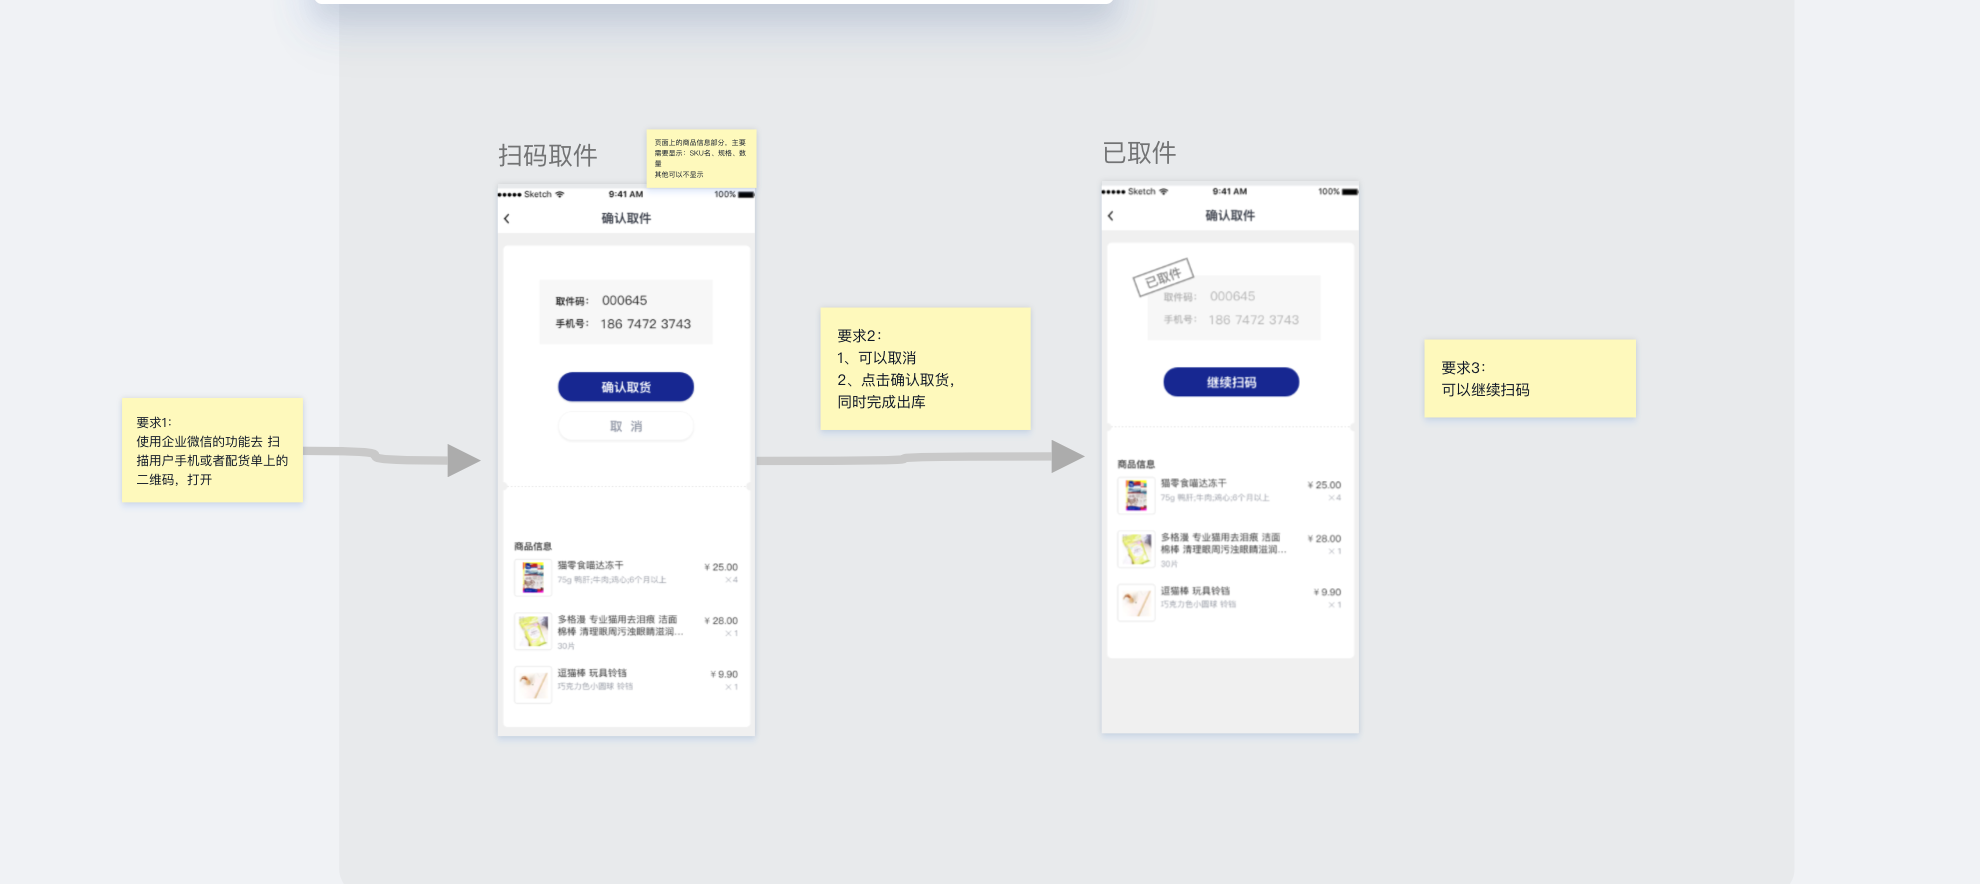 扫码取件
页面上的商品信息部分，主要
需要显示：SKU名、规格、数
量
其他可以不显示
Sketch 9:41 AM 100%
确认取件
取件码： 000645
手机号： 186 7472 3743
确认取货
取 消
商品信息
猫零食喵达冻干
¥ 25.00
75g 鸭肝;牛肉;鸡心;6个月以上
×4
多格漫 专业猫用去泪痕 洁面
¥ 28.00
棉棒 清理眼周污浊眼睛滋润...
×1
30片
逗猫棒 玩具铃铛
¥ 9.90
巧克力色小圆球 铃铛
×1
要求1：
使用企业微信的功能去 扫
描用户手机或者配货单上的
二维码，打开
要求2：
1、可以取消
2、点击确认取货，
同时完成出库
已取件
Sketch 9:41 AM 100%
确认取件
已取件
取件码： 000645
手机号： 186 7472 3743
继续扫码
商品信息
猫零食喵达冻干
¥ 25.00
75g 鸭肝;牛肉;鸡心;6个月以上
×4
多格漫 专业猫用去泪痕 洁面
¥ 28.00
棉棒 清理眼周污浊眼睛滋润...
×1
30片
逗猫棒 玩具铃铛
¥ 9.90
巧克力色小圆球 铃铛
×1
要求3：
可以继续扫码